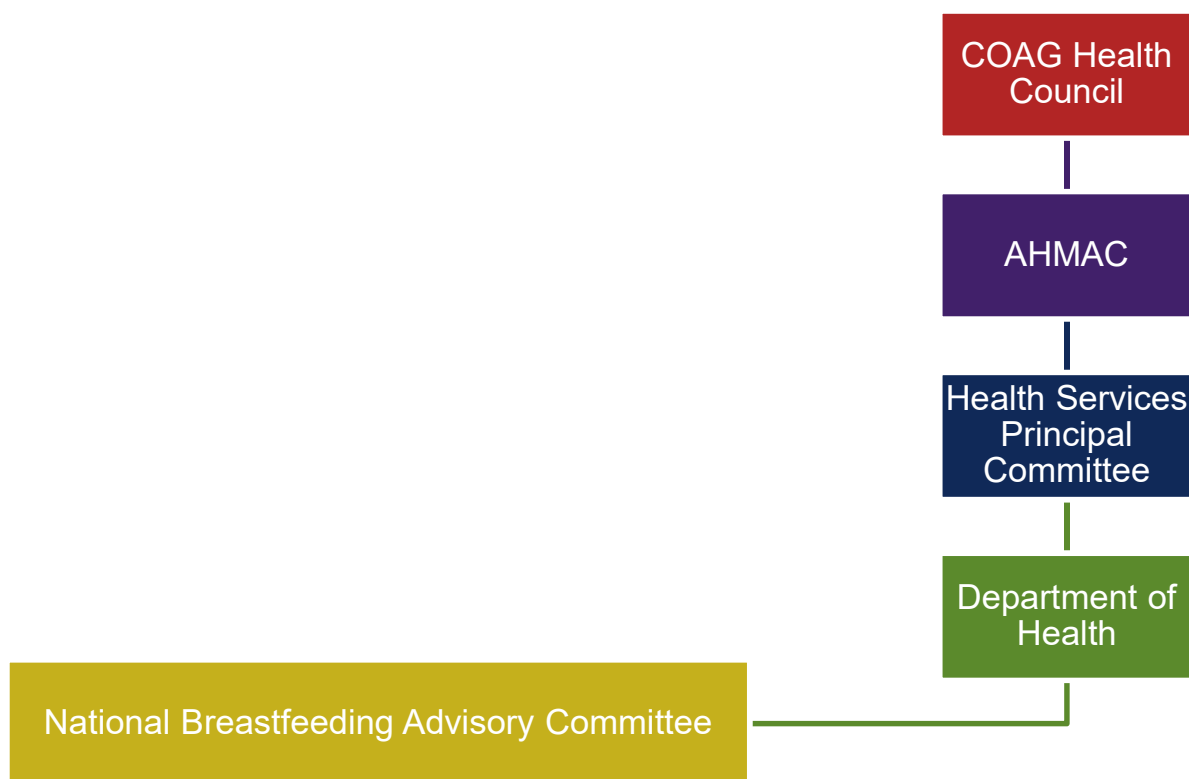 COAG Health
Council
AHMAC
Health Services
Principal
Committee
Department of
Health
National Breastfeeding Advisory Committee